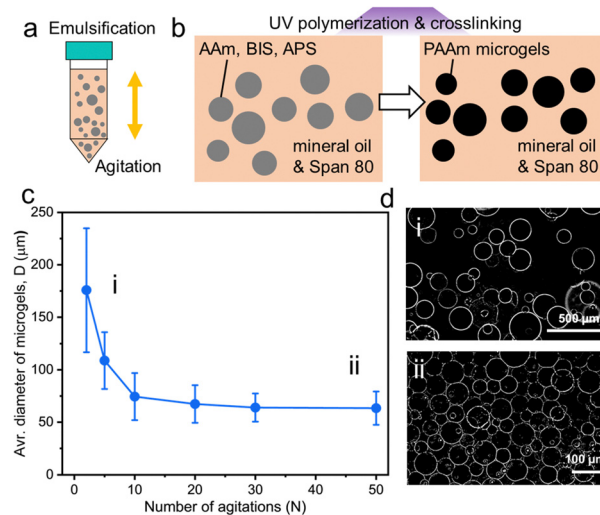 a
Emulsification
Agitation
b
UV polymerization & crosslinking
AAm, BIS, APS
mineral oil
& Span 80
PAAm microgels
mineral oil
& Span 80
c
Avr. diameter of microgels, D (μm)
250
200
150
100
50
0
i
ii
0 10 20 30 40 50
Number of agitations (N)
d
i
500 μm
ii
100 μm